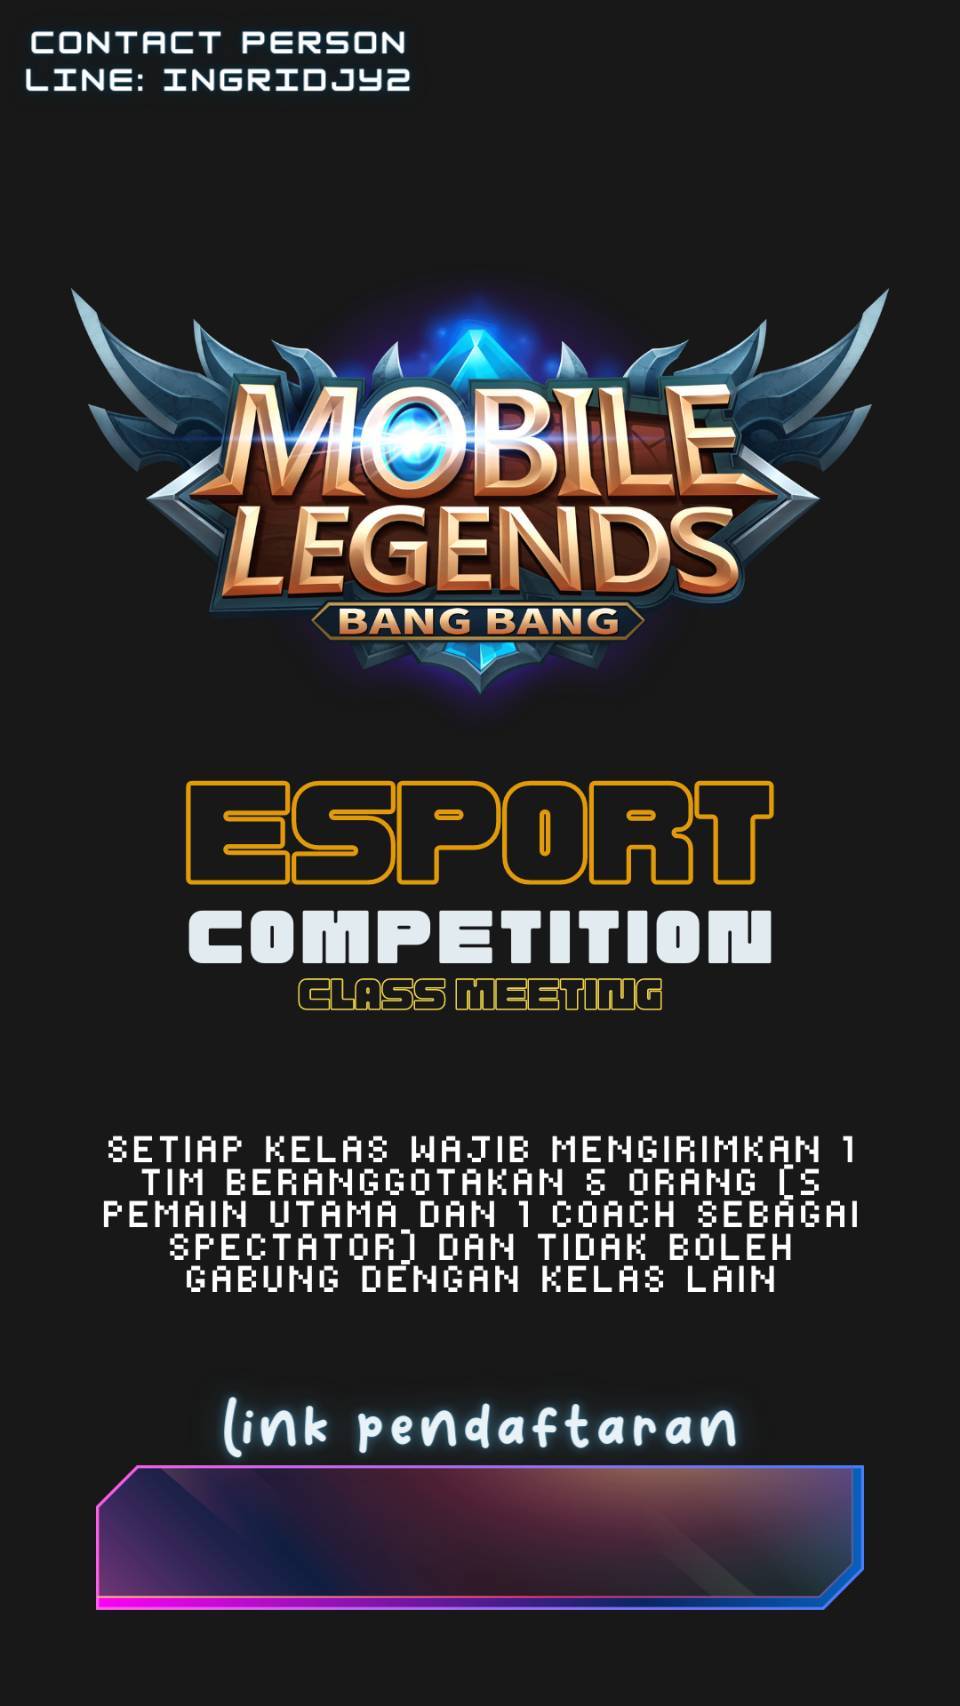 CONTACT PERSON
LINE: INGRIDJY2
MOBILE
LEGENDS
BANG BANG
ESPORT
COMPETITION
CLASS MEETING
SETIAP KELAS WAJIB MENGIRIMKAN 1
TIM BERANGGOTAKAN 6 ORANG (5
PEMAIN UTAMA DAN 1 COACH SEBAGAI
SPECTATOR) DAN TIDAK BOLEH
GABUNG DENGAN KELAS LAIN
link pendaftaran